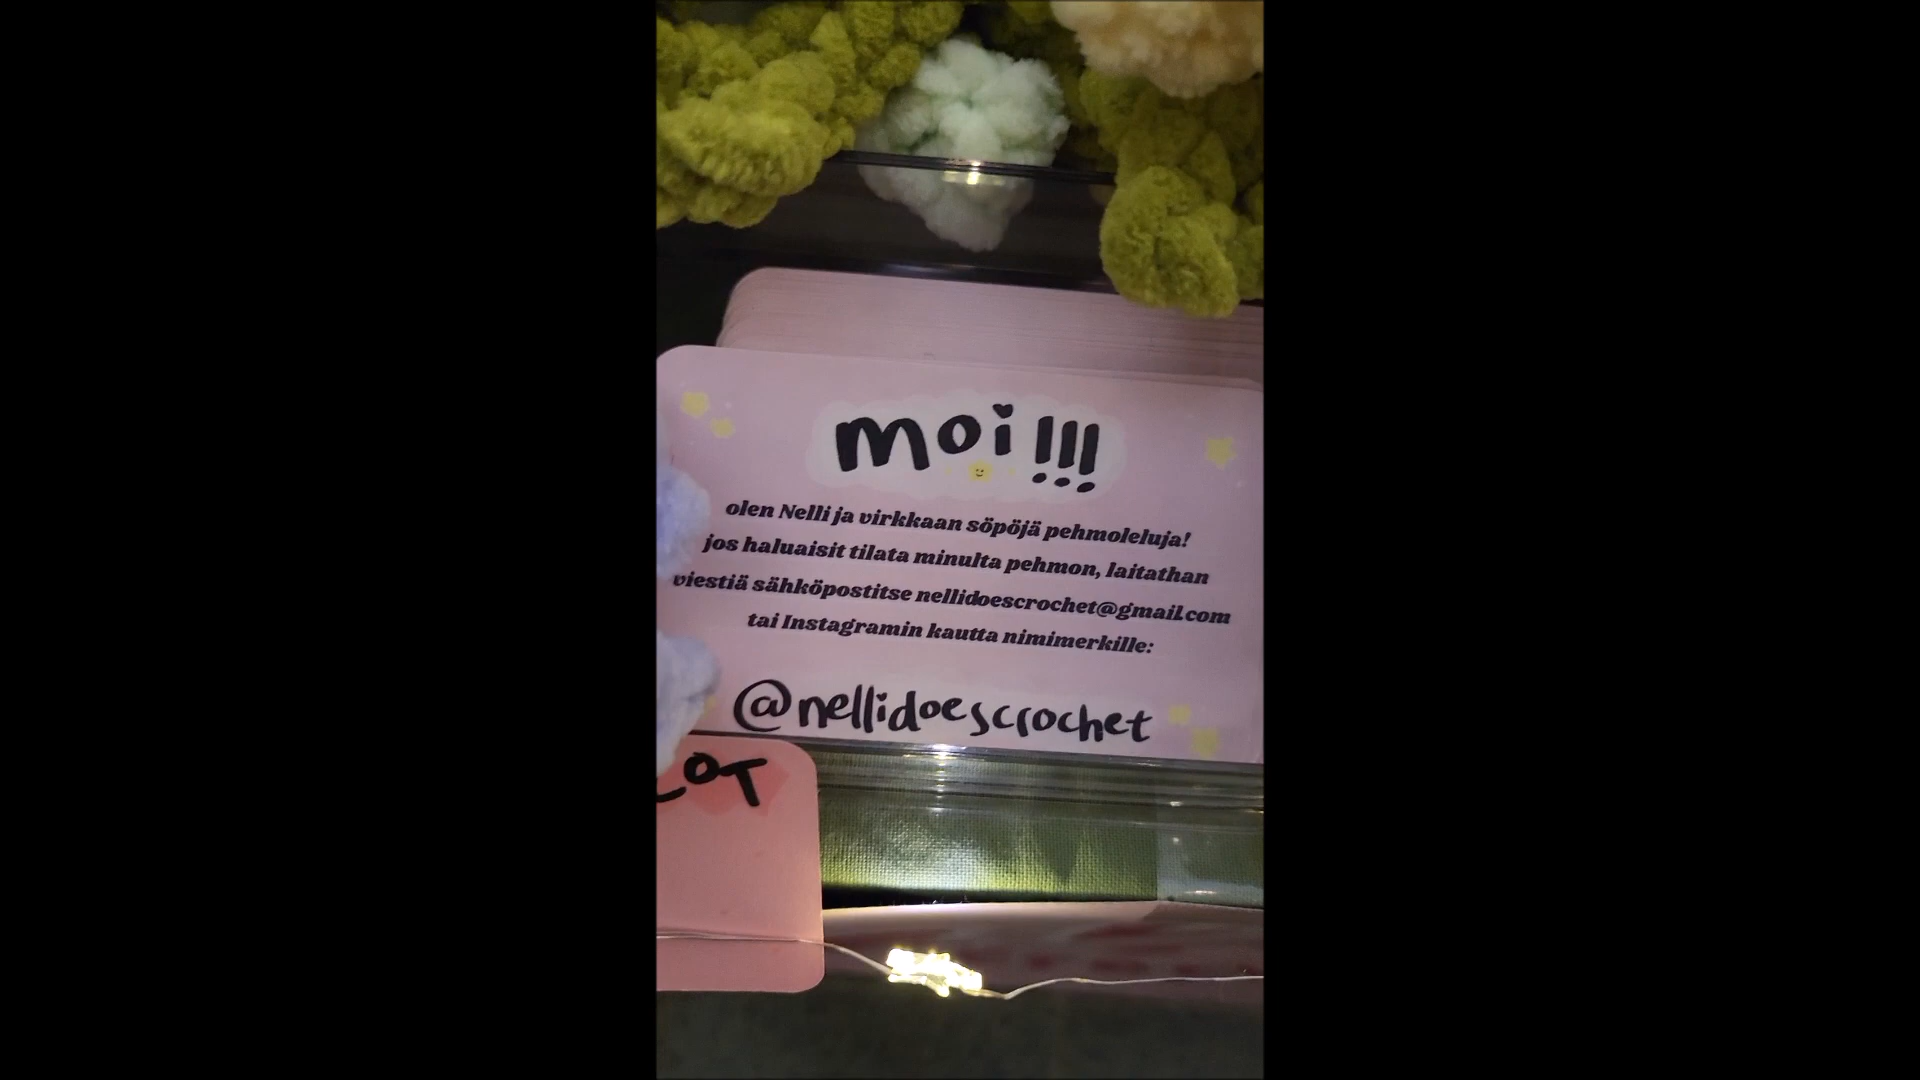 moi!!!
olen Nelli ja virkkaan söpöjä pehmoleluja!
jos haluaisit tilata minulta pehmon, laitathan
viestiä sähköpostitse nellidoescrochet@gmail.com
tai Instagramin kautta nimimerkille:
@nellidoescrochet